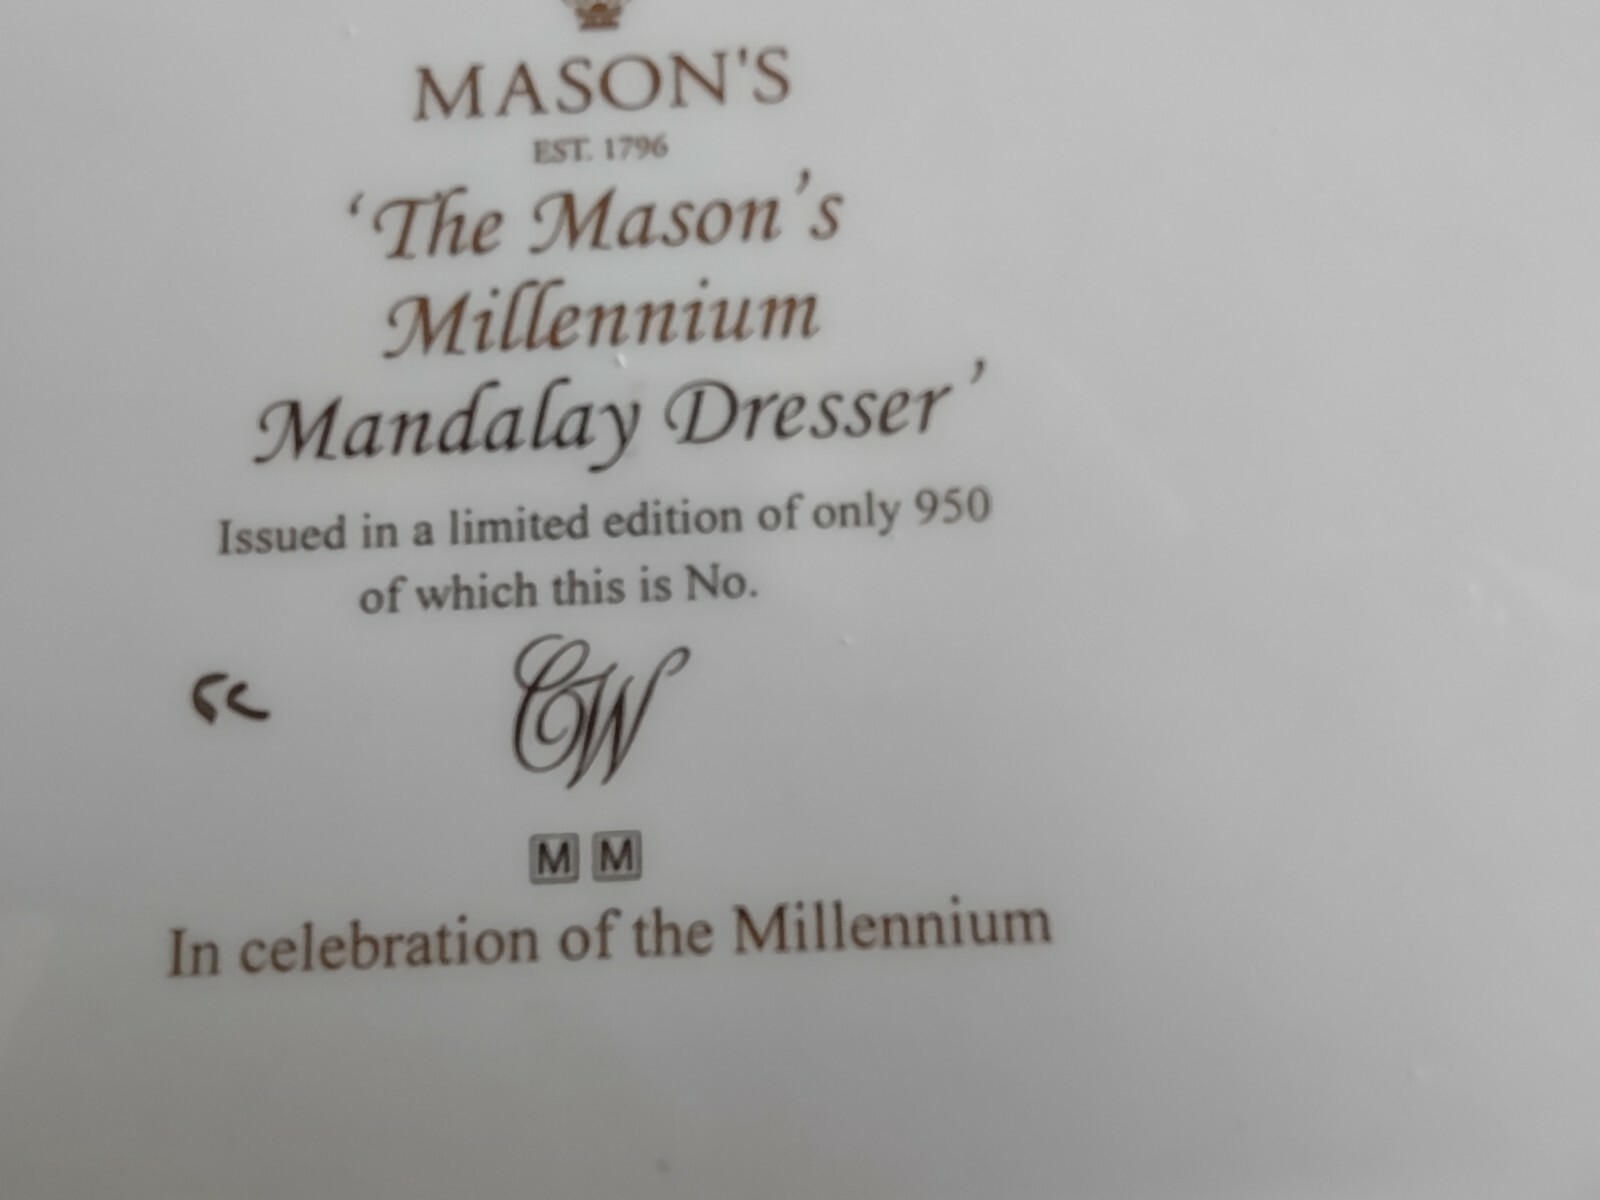 MASON'S
EST. 1796
‘The Mason’s
Millennium
Mandalay Dresser’
Issued in a limited edition of only 950
of which this is No.
CW
M M
In celebration of the Millennium